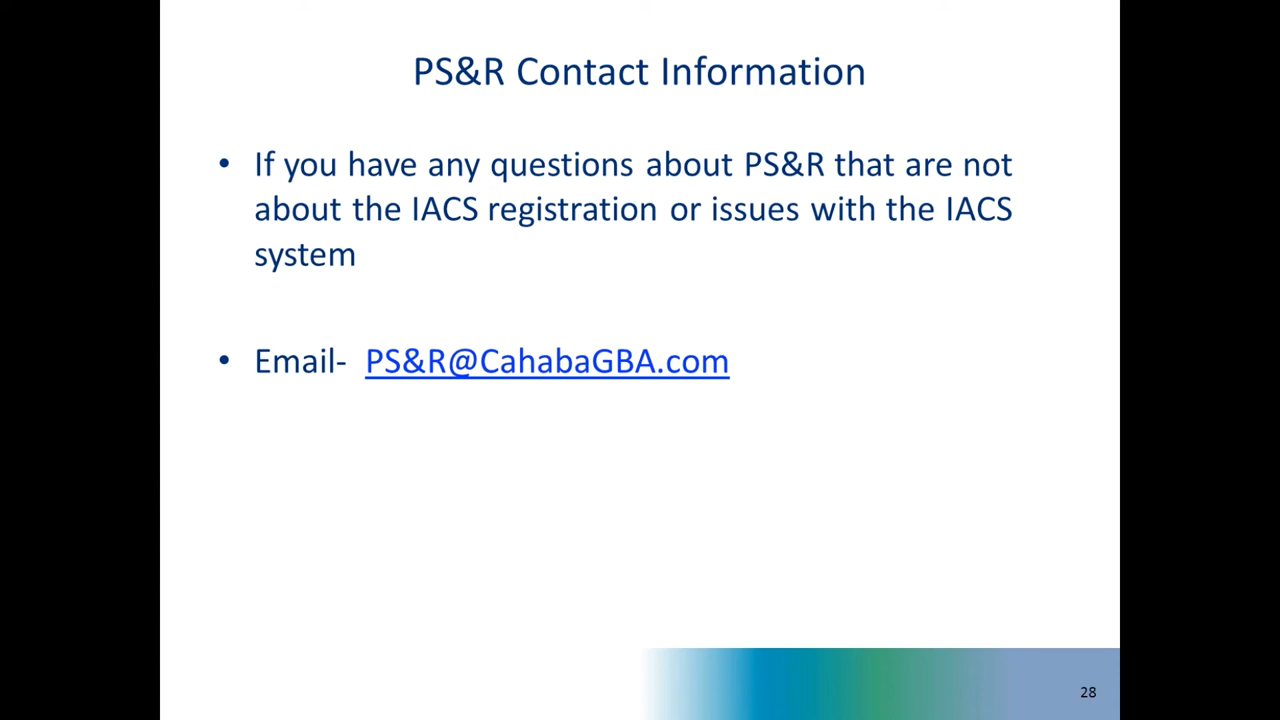 PS&R Contact Information
• If you have any questions about PS&R that are not
about the IACS registration or issues with the IACS
system
• Email- PS&R@CahabaGBA.com
28